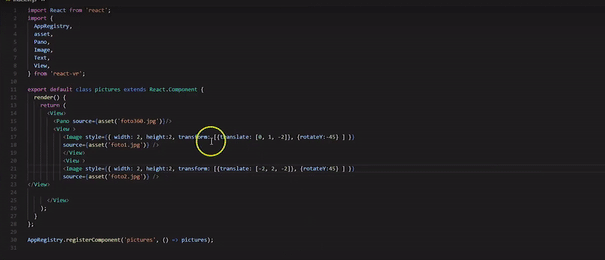 1 import React from 'react';
2 import {
3 AppRegistry,
4 asset,
5 Pano,
6 Image,
7 Text,
8 View,
9 } from 'react-vr';
10
11 export default class pictures extends React.Component {
12 render() {
13 return (
14 <View>
15 <Pano source={asset('foto360.jpg')}/>
16 <View >
17 <Image style={{ width: 2, height:2, transform: [{translate: [0, 1, -2]}, {rotateY:-45} ] }}
18 source={asset('foto1.jpg')} />
19 </View>
20 <View >
21 <Image style={{ width: 2, height:2, transform: [{translate: [-2, 2, -2]}, {rotateY:45} ] }}
22 source={asset('foto2.jpg')} />
23 </View>
24
25 </View>
26 );
27 }
28 };
29
30 AppRegistry.registerComponent('pictures', () => pictures);
31